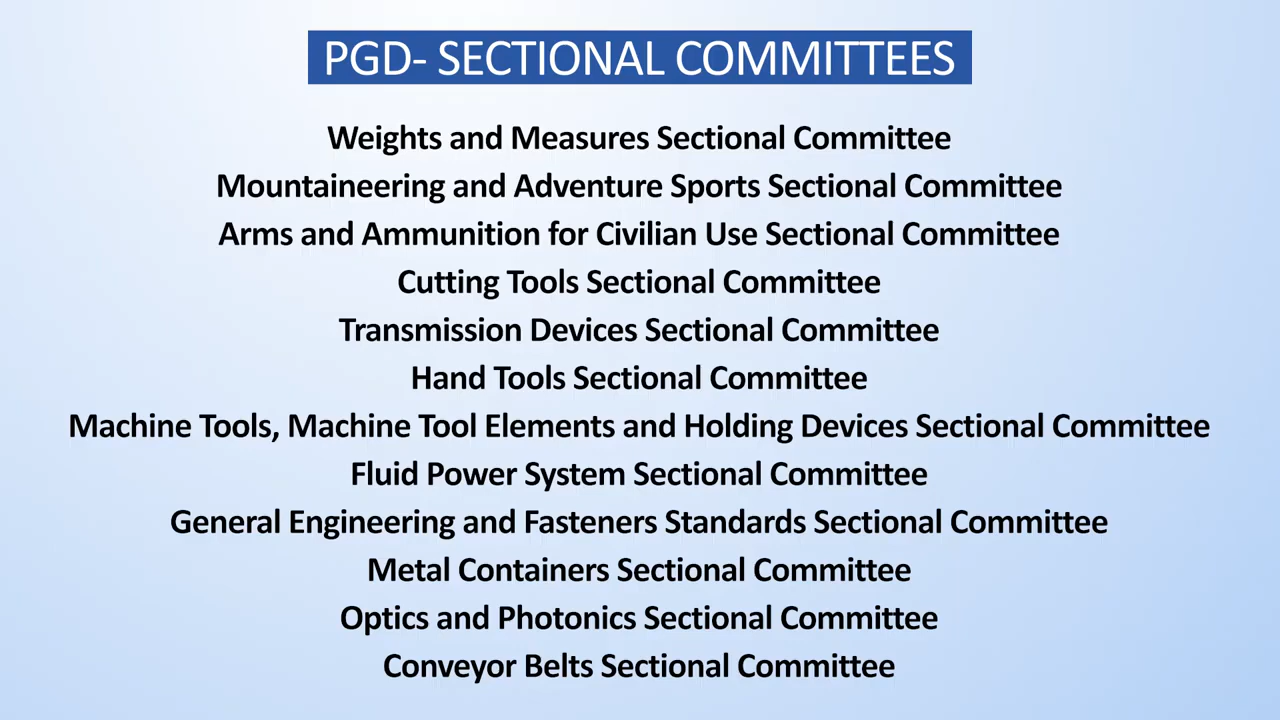 PGD- SECTIONAL COMMITTEES
Weights and Measures Sectional Committee
Mountaineering and Adventure Sports Sectional Committee
Arms and Ammunition for Civilian Use Sectional Committee
Cutting Tools Sectional Committee
Transmission Devices Sectional Committee
Hand Tools Sectional Committee
Machine Tools, Machine Tool Elements and Holding Devices Sectional Committee
Fluid Power System Sectional Committee
General Engineering and Fasteners Standards Sectional Committee
Metal Containers Sectional Committee
Optics and Photonics Sectional Committee
Conveyor Belts Sectional Committee